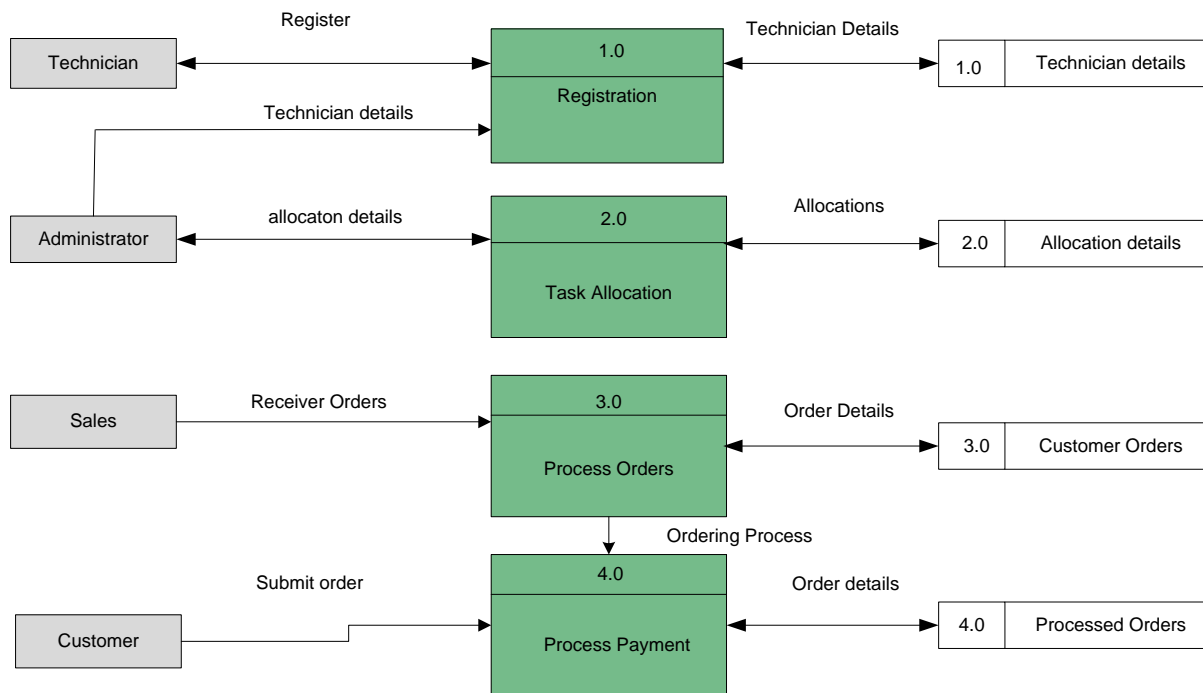 Register
Technician
1.0
Technician Details
1.0
Technician details
Registration
Technician details
Administrator
allocaton details
2.0
Allocations
2.0
Allocation details
Task Allocation
Sales
Receiver Orders
3.0
Order Details
3.0
Customer Orders
Process Orders
Ordering Process
Submit order
4.0
Order details
Customer
Process Payment
4.0
Processed Orders